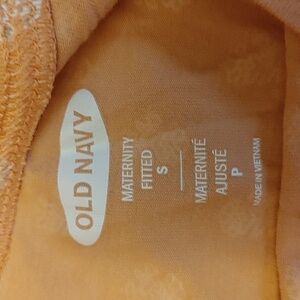 OLD NAVY
MATERNITY
FITTED
S
MATERNITÉ
AJUSTÉ
P
MADE IN VIETNAM